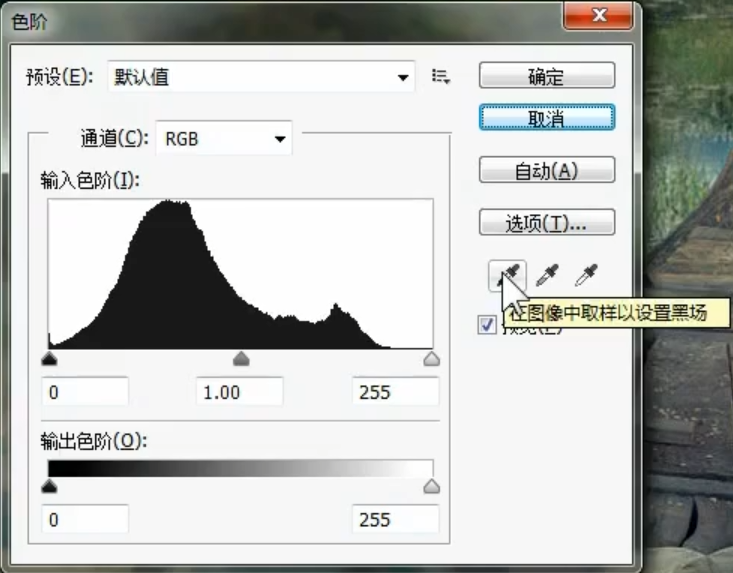 色阶
预设(E):
默认值
确定
取消
通道(C):
RGB
自动(A)
输入色阶(I):
选项(T)...
在图像中取样以设置黑场
0
1.00
255
输出色阶(O):
0
255